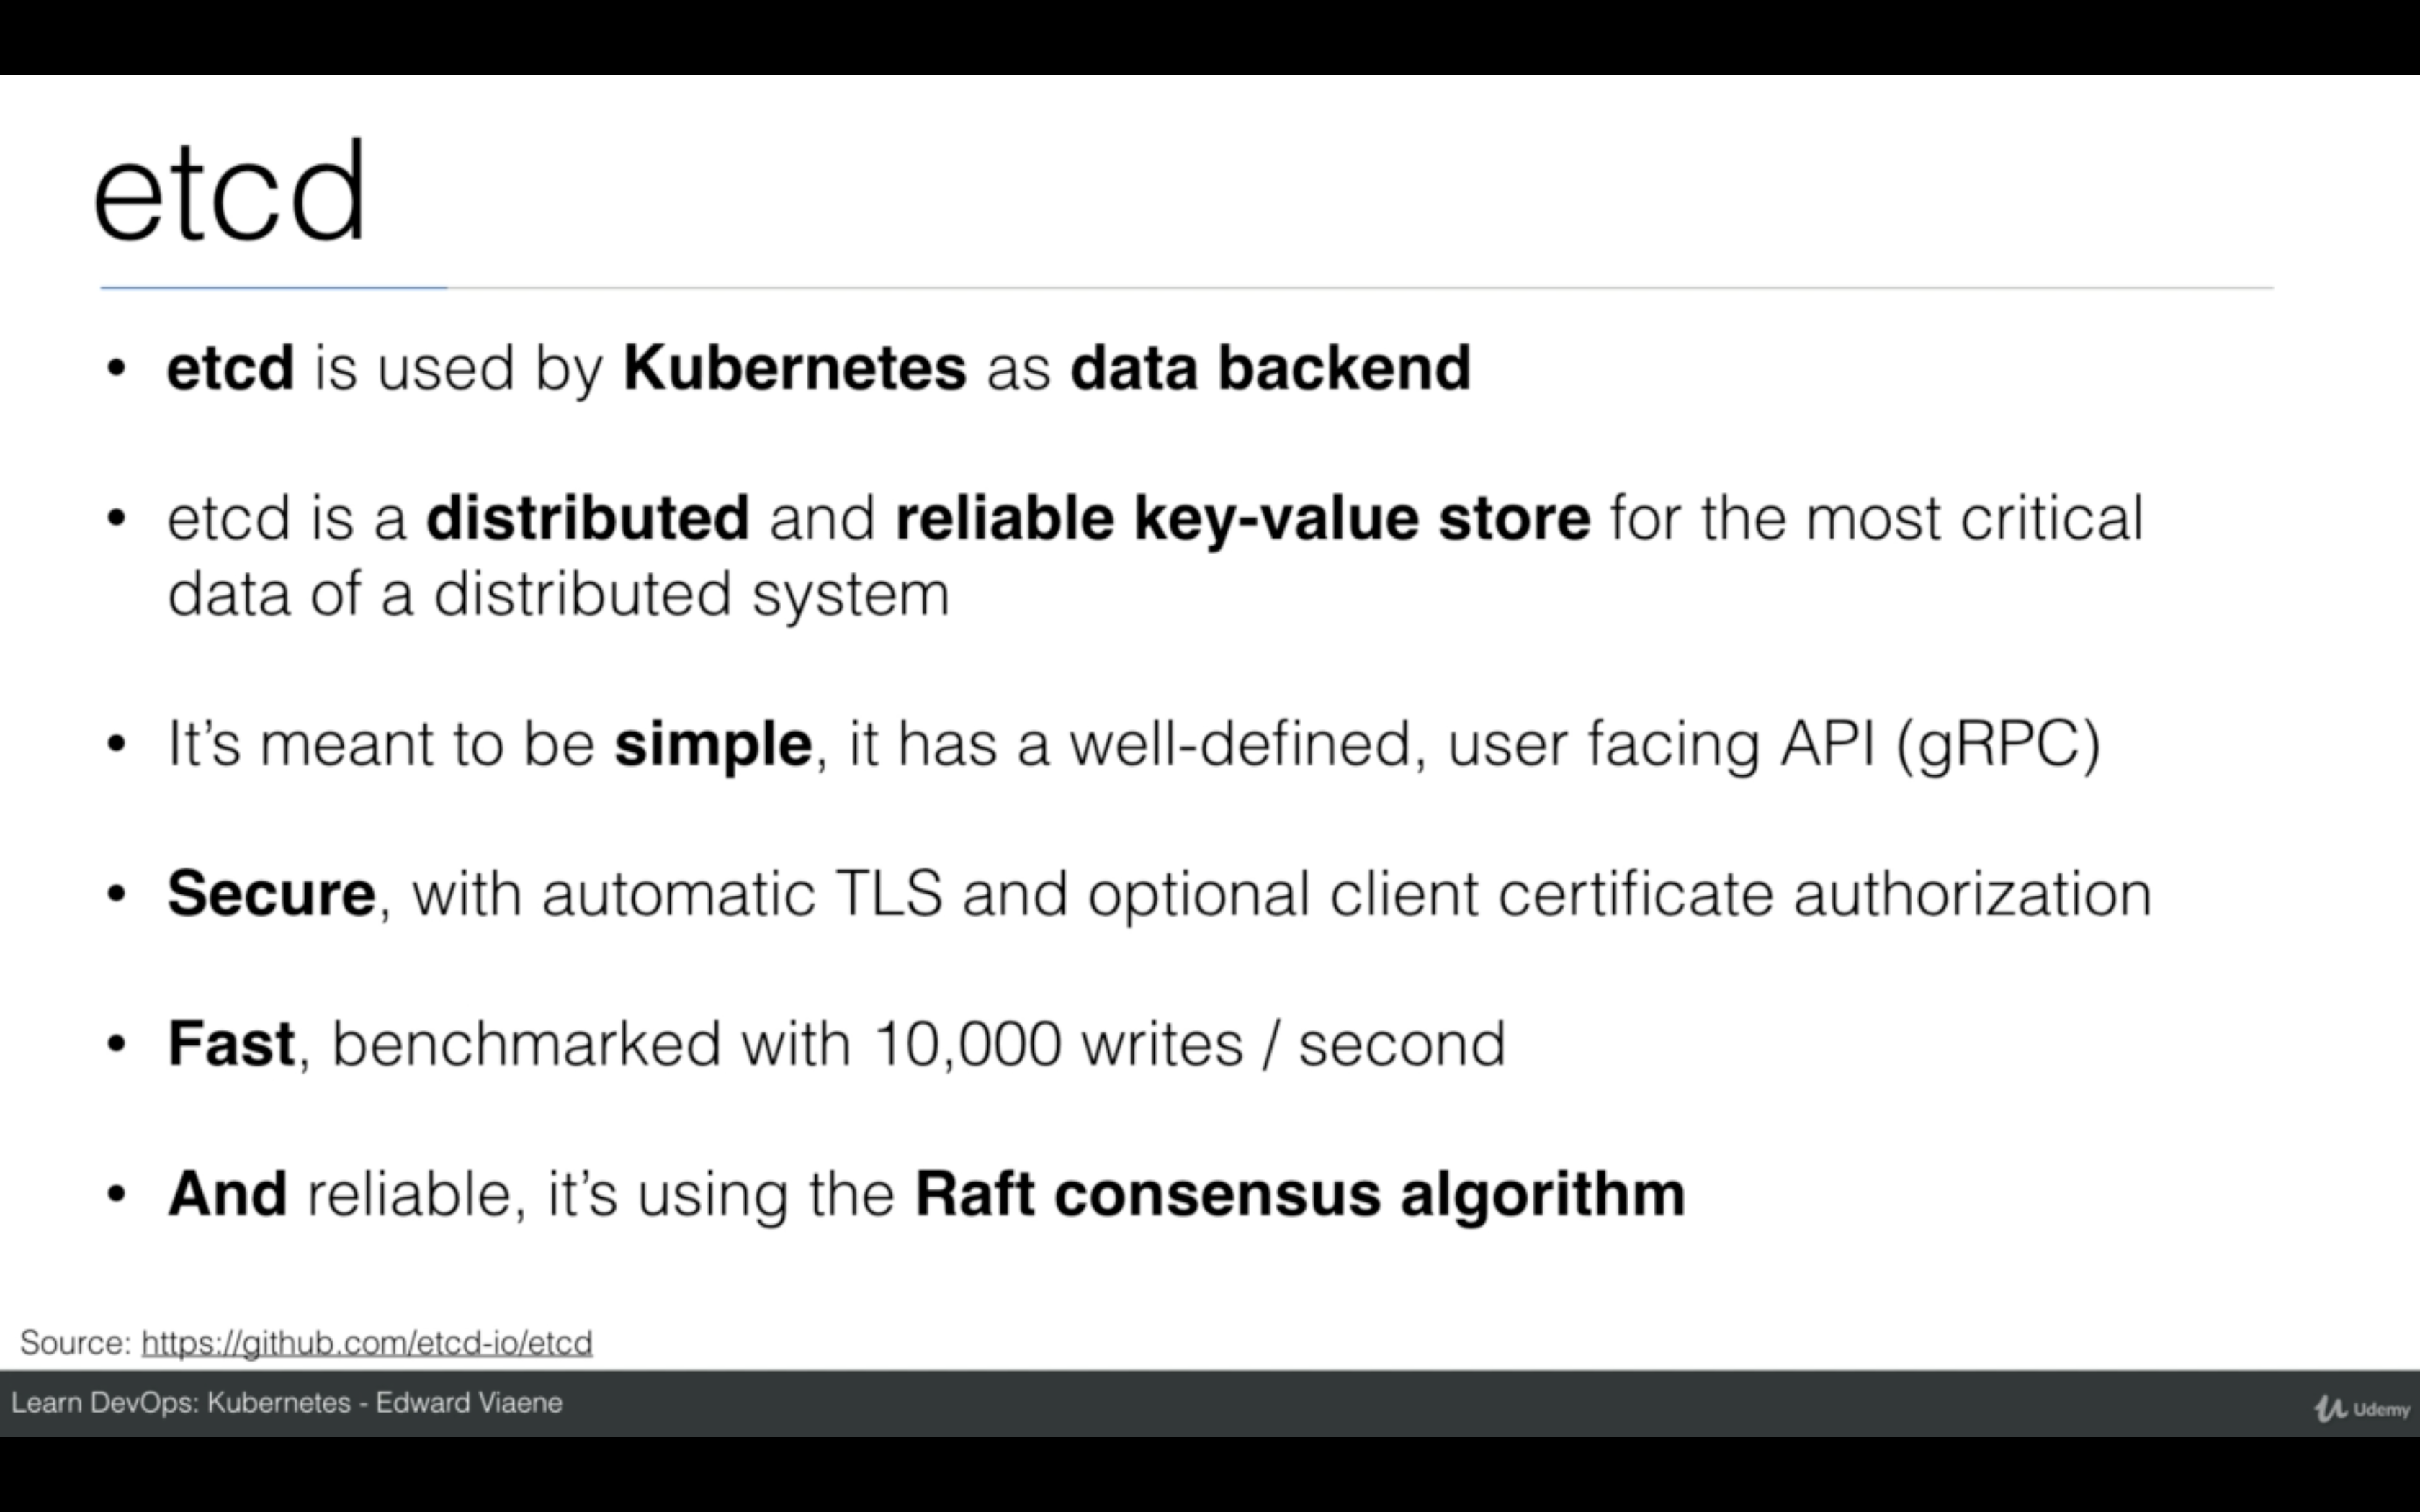 etcd
• etcd is used by Kubernetes as data backend
• etcd is a distributed and reliable key-value store for the most critical
data of a distributed system
• It’s meant to be simple, it has a well-defined, user facing API (gRPC)
• Secure, with automatic TLS and optional client certificate authorization
• Fast, benchmarked with 10,000 writes / second
• And reliable, it’s using the Raft consensus algorithm
Source: https://github.com/etcd-io/etcd
Learn DevOps: Kubernetes - Edward Viaene
Udemy